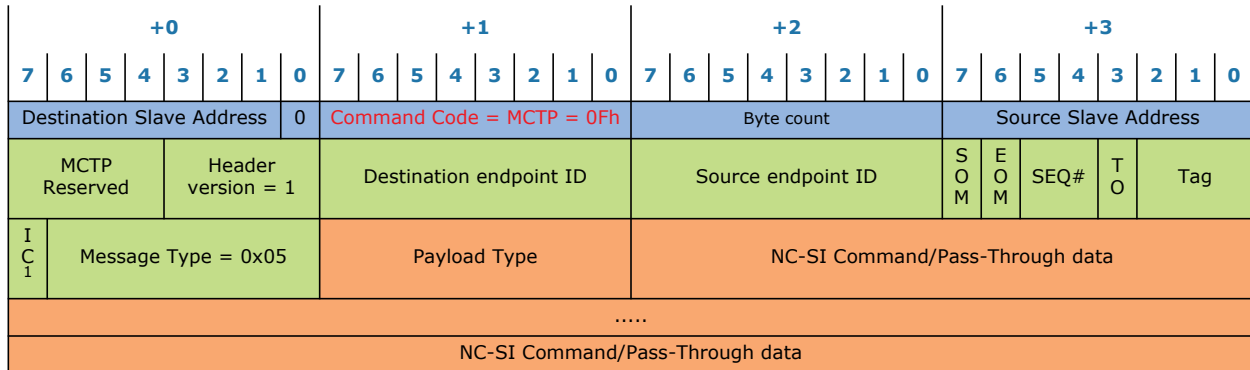 +0 +1 +2 +3
7 6 5 4 3 2 1 0 7 6 5 4 3 2 1 0 7 6 5 4 3 2 1 0 7 6 5 4 3 2 1 0
Destination Slave Address 0 Command Code = MCTP = 0Fh Byte count Source Slave Address
MCTP
Reserved
Header
version = 1
Destination endpoint ID
Source endpoint ID
S
O
M
E
O
M
SEQ#
T
O
Tag
I
C
1
Message Type = 0x05
Payload Type
NC-SI Command/Pass-Through data
.....
NC-SI Command/Pass-Through data